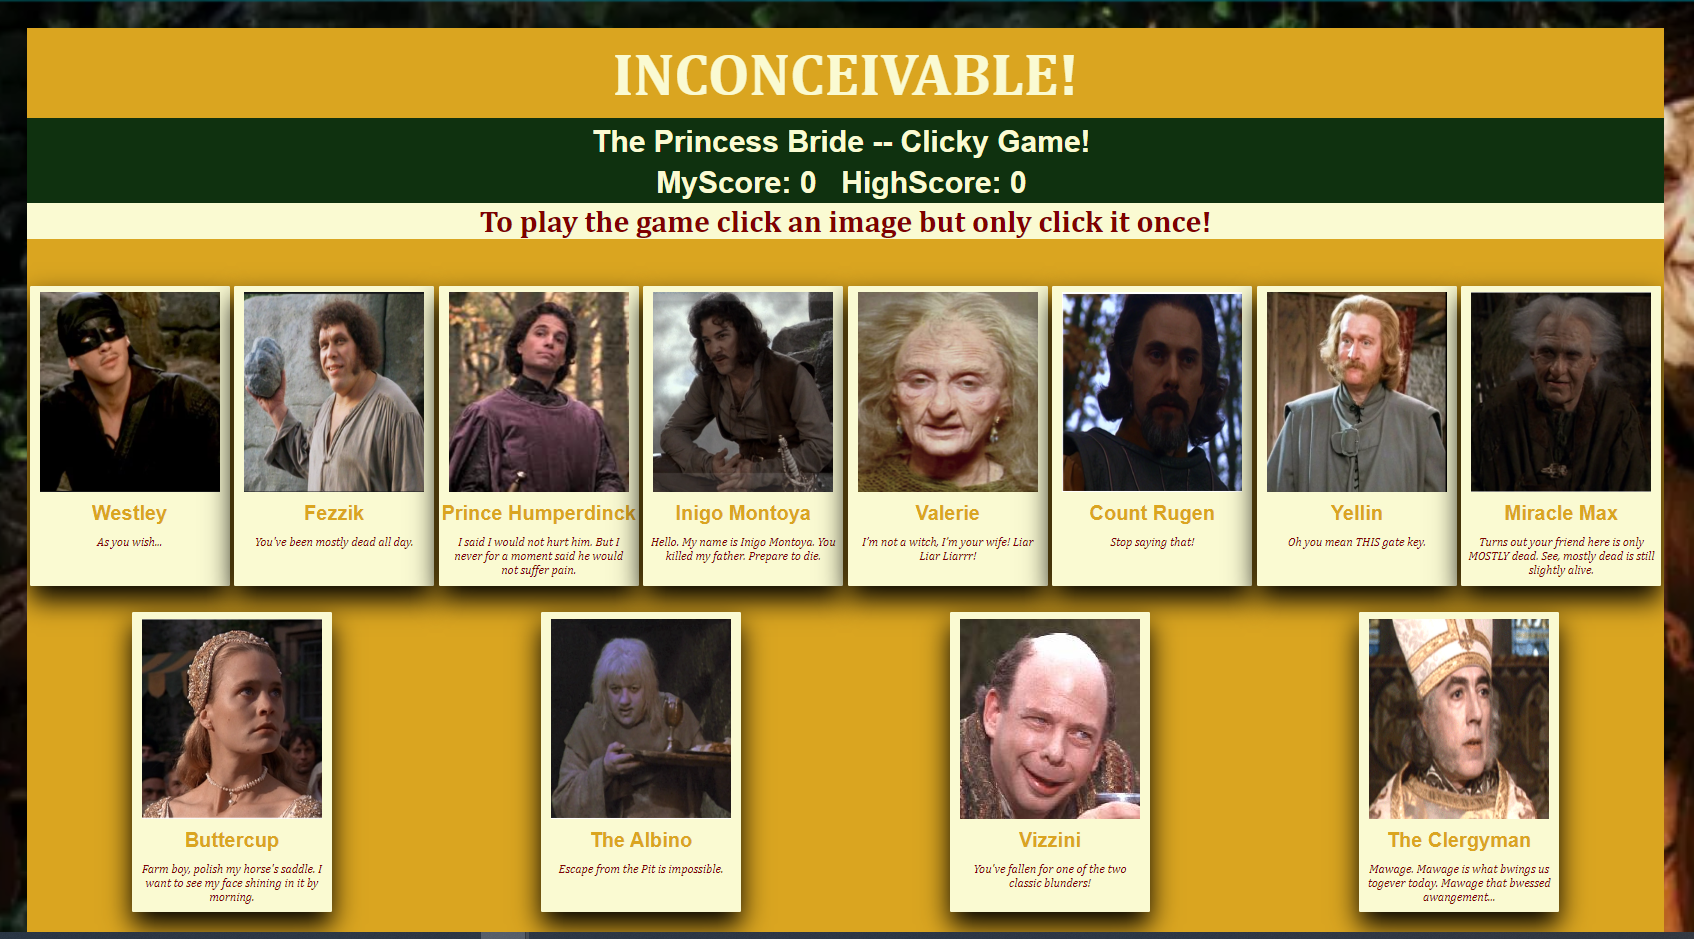 INCONCEIVABLE!
The Princess Bride -- Clicky Game!
MyScore: 0 HighScore: 0
To play the game click an image but only click it once!
Westley
As you wish...
Fezzik
You've been mostly dead all day.
Prince Humperdinck
I said I would not hurt him. But I
never for a moment said he would
not suffer pain.
Inigo Montoya
Hello. My name is Inigo Montoya. You
killed my father. Prepare to die.
Valerie
I'm not a witch, I'm your wife! Liar
Liar Liarrr!
Count Rugen
Stop saying that!
Yellin
Oh you mean THIS gate key.
Miracle Max
Turns out your friend here is only
MOSTLY dead. See, mostly dead is still
slightly alive.
Buttercup
Farm boy, polish my horse's saddle. I
want to see my face shining in it by
morning.
The Albino
Escape from the Pit is impossible.
Vizzini
You've fallen for one of the two
classic blunders!
The Clergyman
Mawage. Mawage is what bwings us
togever today. Mawage that bwessed
awangement...